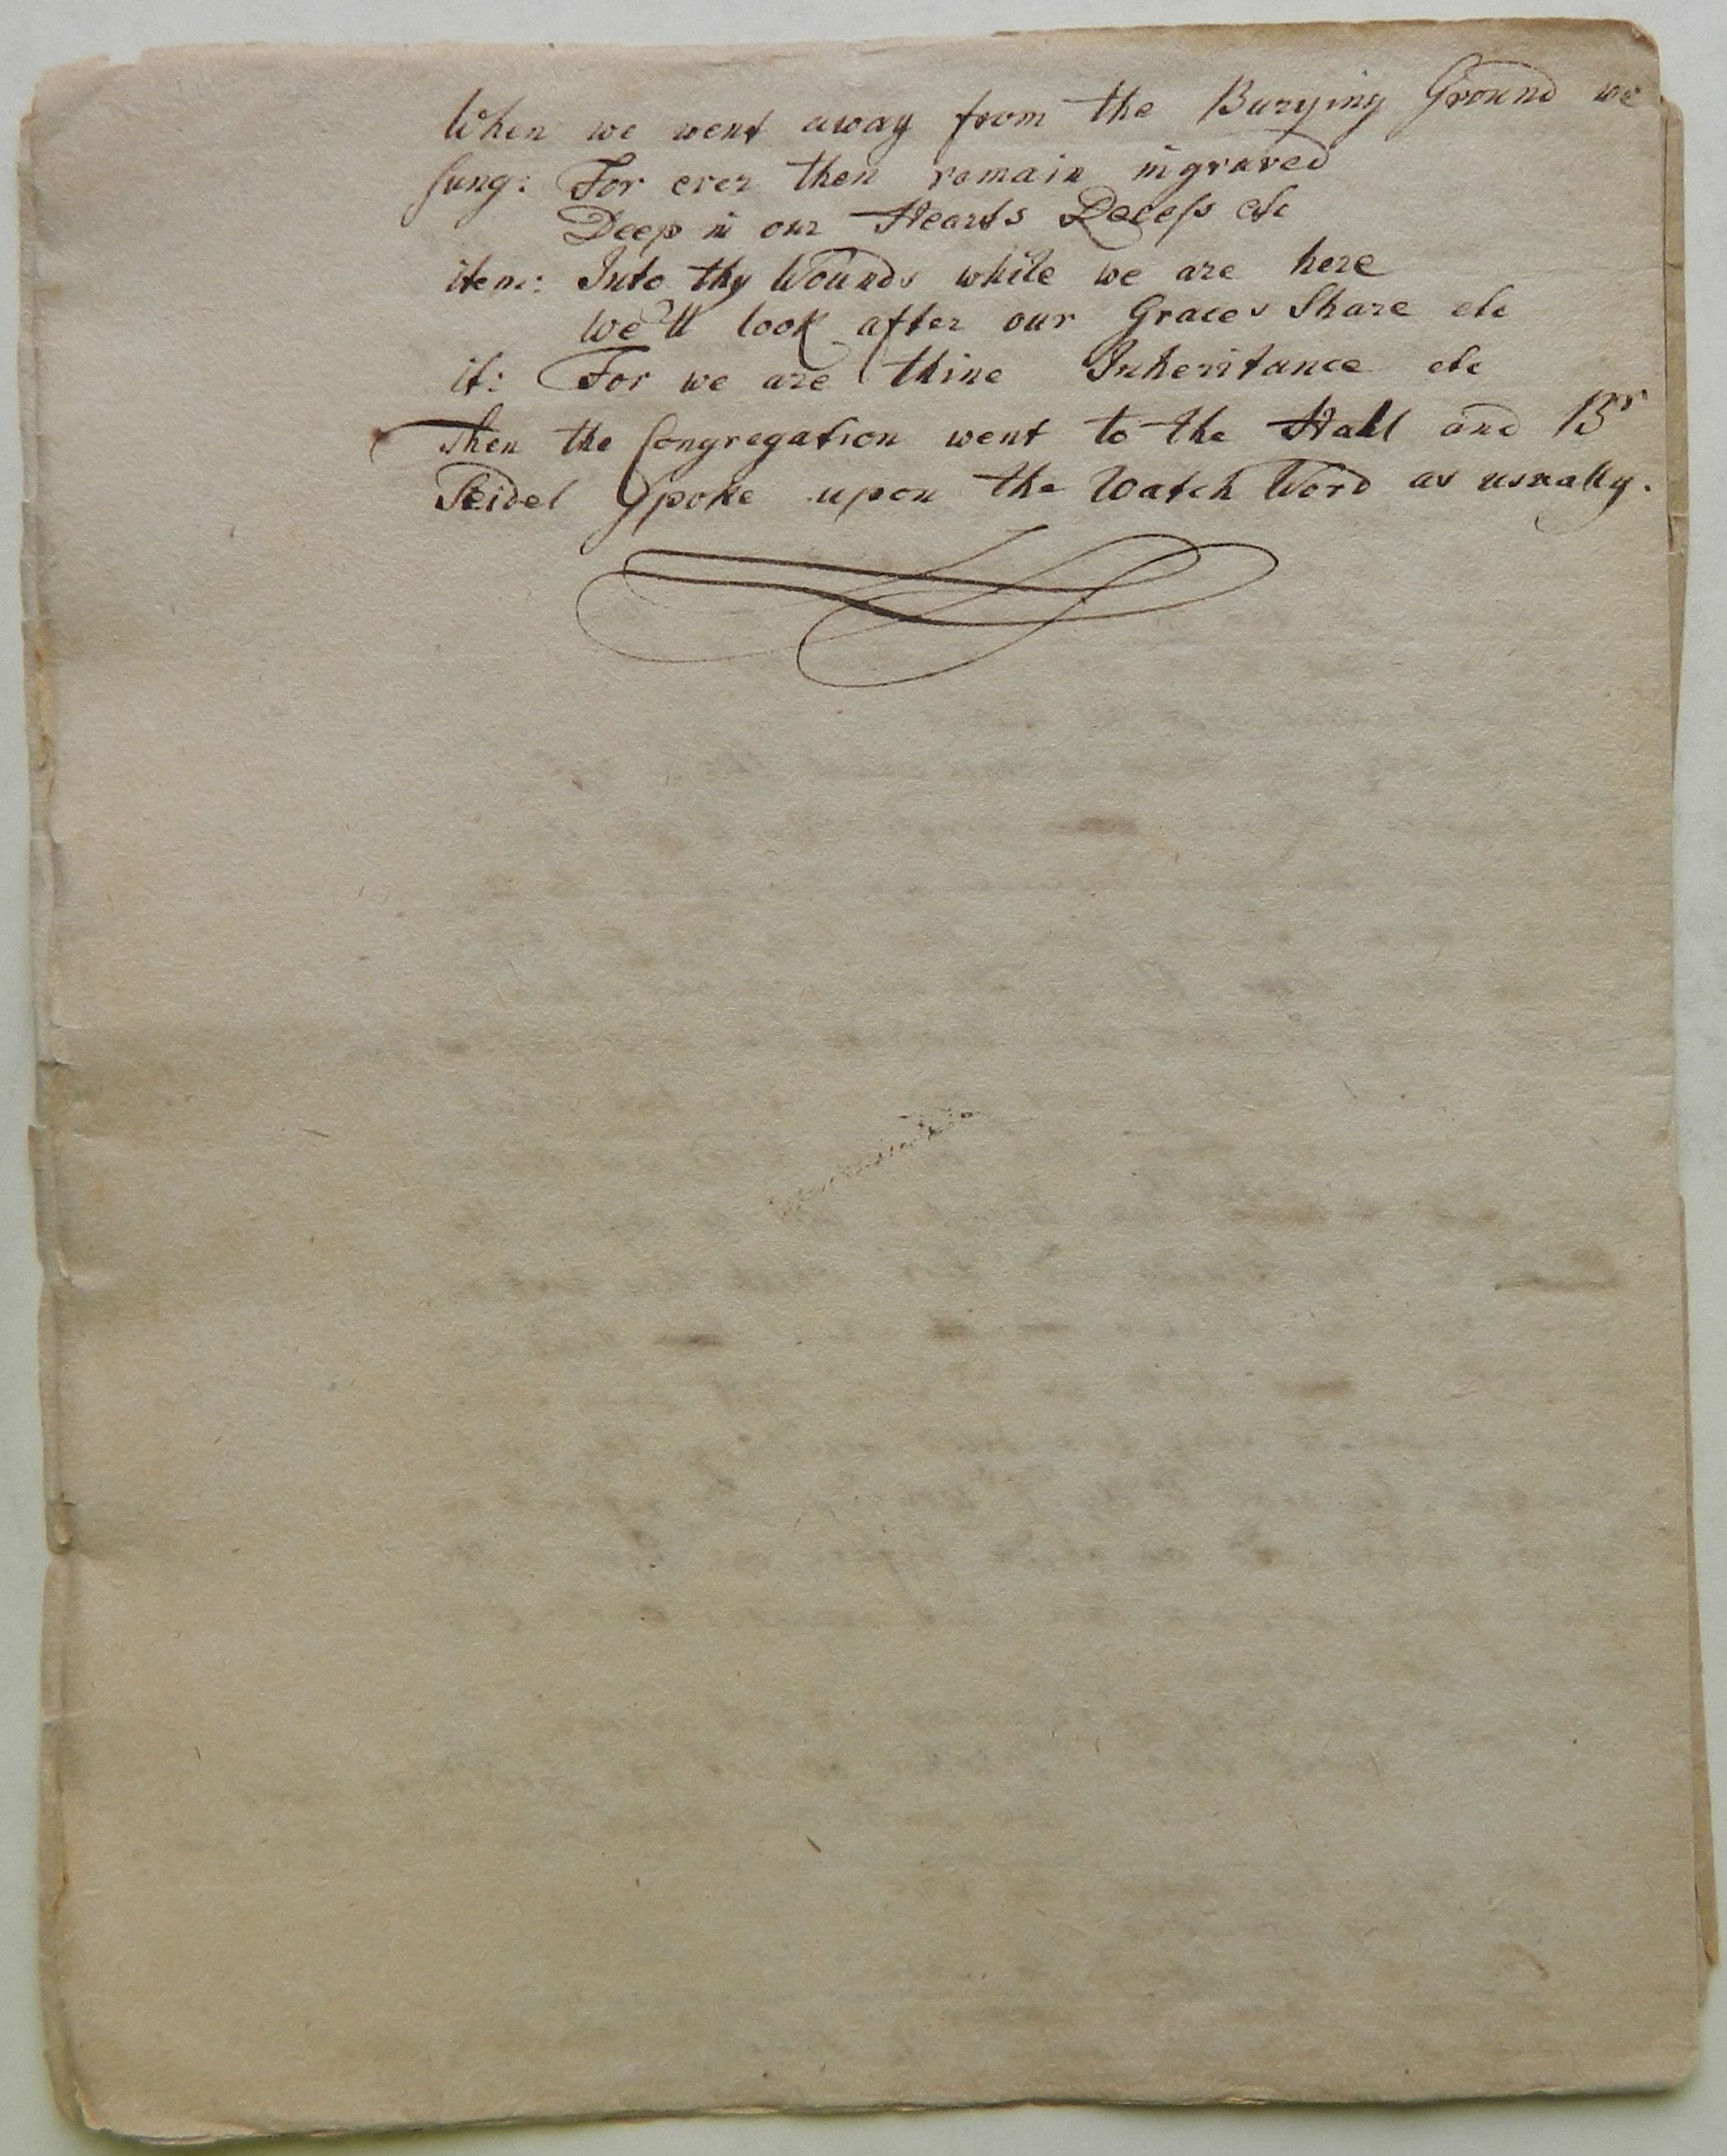 When we went away from the Burying Ground we
sung: For ever then remain ingraved
Deep in our Hearts Decess etc
item: Into thy Wounds while we are here
we'll look after our Graces Share etc
it: For we are thine Inheritance etc
Then the Congregation went to the Hall and Brr
Seidel spoke upon the Watch Word as usually.